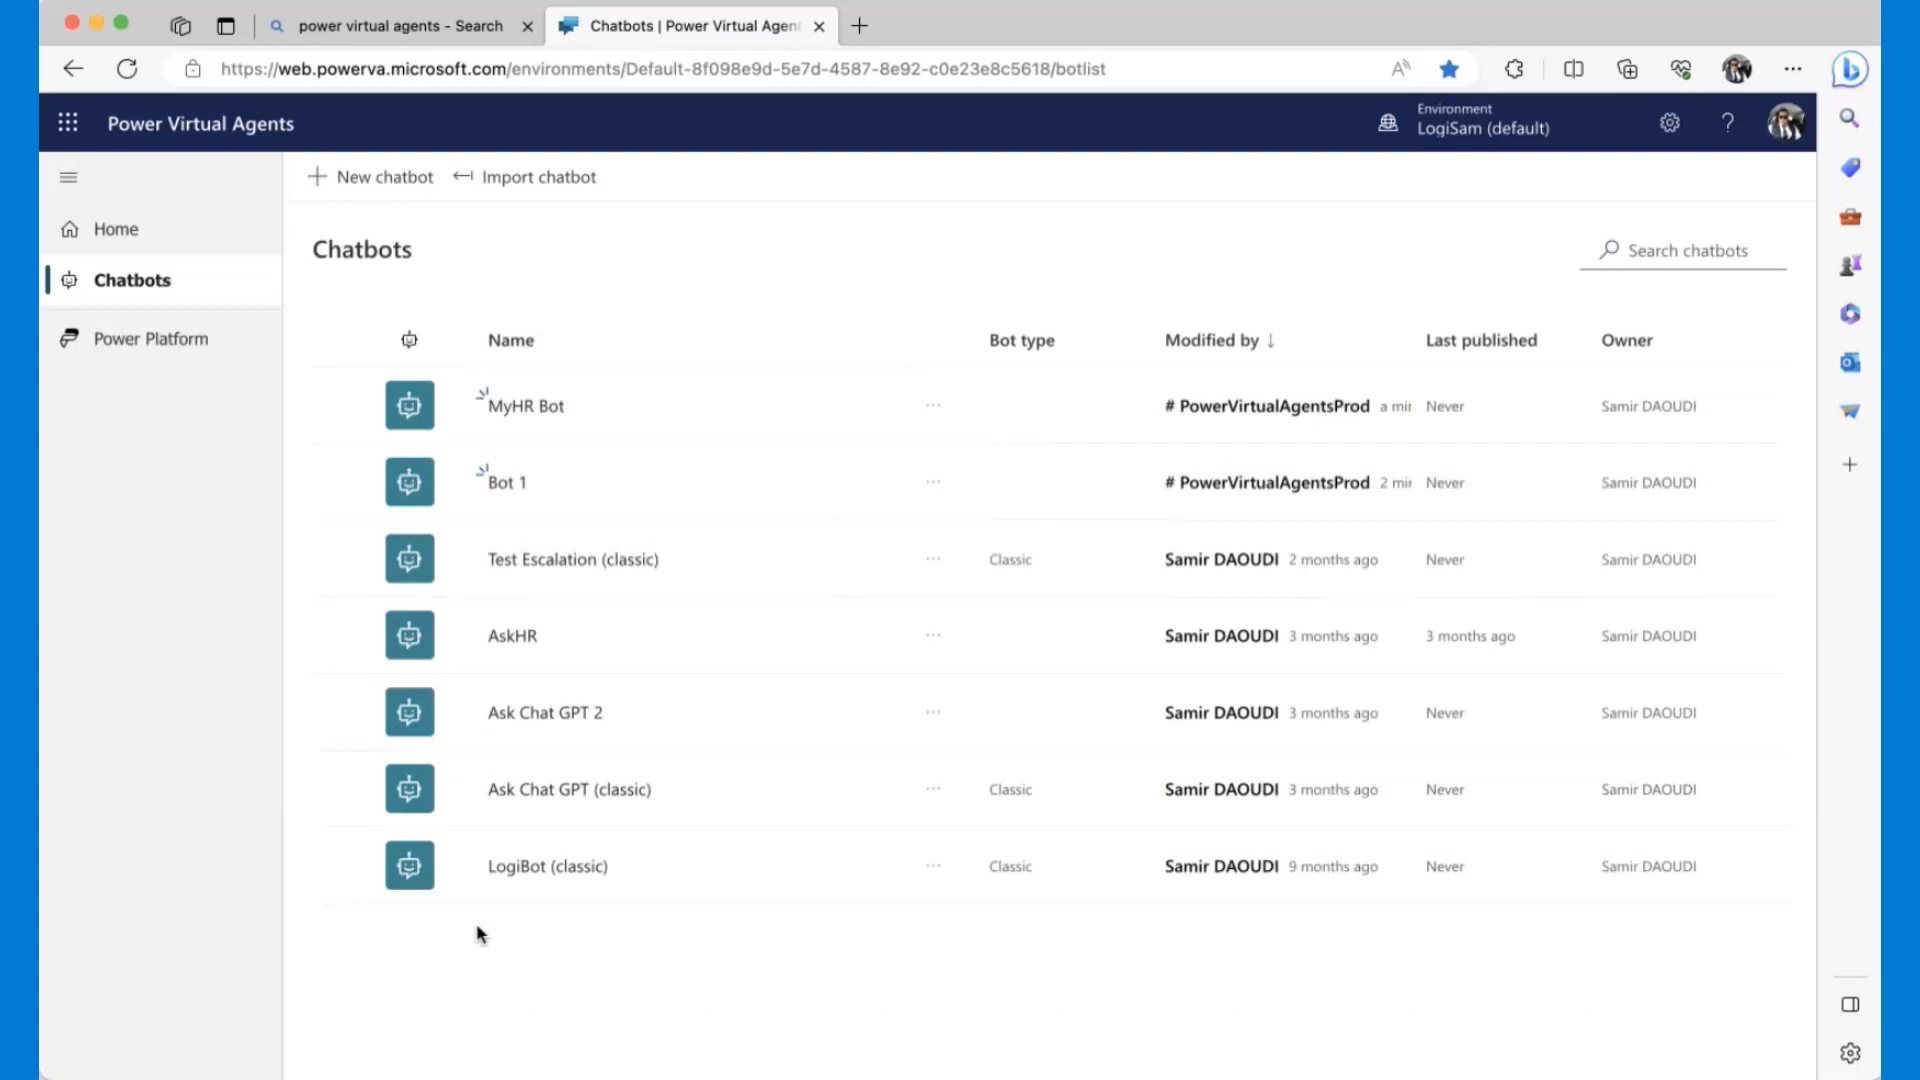 power virtual agents - Search
Chatbots | Power Virtual Agent
https://web.powerva.microsoft.com/environments/Default-8f098e9d-5e7d-4587-8e92-c0e23e8c5618/botlist
Power Virtual Agents
Environment
LogiSam (default)
New chatbot
Import chatbot
Home
Chatbots
Power Platform
Chatbots
Search chatbots
Name Bot type Modified by ↓ Last published Owner
MyHR Bot ... # PowerVirtualAgentsProd a min Never Samir DAOUDI
Bot 1 ... # PowerVirtualAgentsProd 2 min Never Samir DAOUDI
Test Escalation (classic) ... Classic Samir DAOUDI 2 months ago Never Samir DAOUDI
AskHR ... Samir DAOUDI 3 months ago 3 months ago Samir DAOUDI
Ask Chat GPT 2 ... Samir DAOUDI 3 months ago Never Samir DAOUDI
Ask Chat GPT (classic) ... Classic Samir DAOUDI 3 months ago Never Samir DAOUDI
LogiBot (classic) ... Classic Samir DAOUDI 9 months ago Never Samir DAOUDI